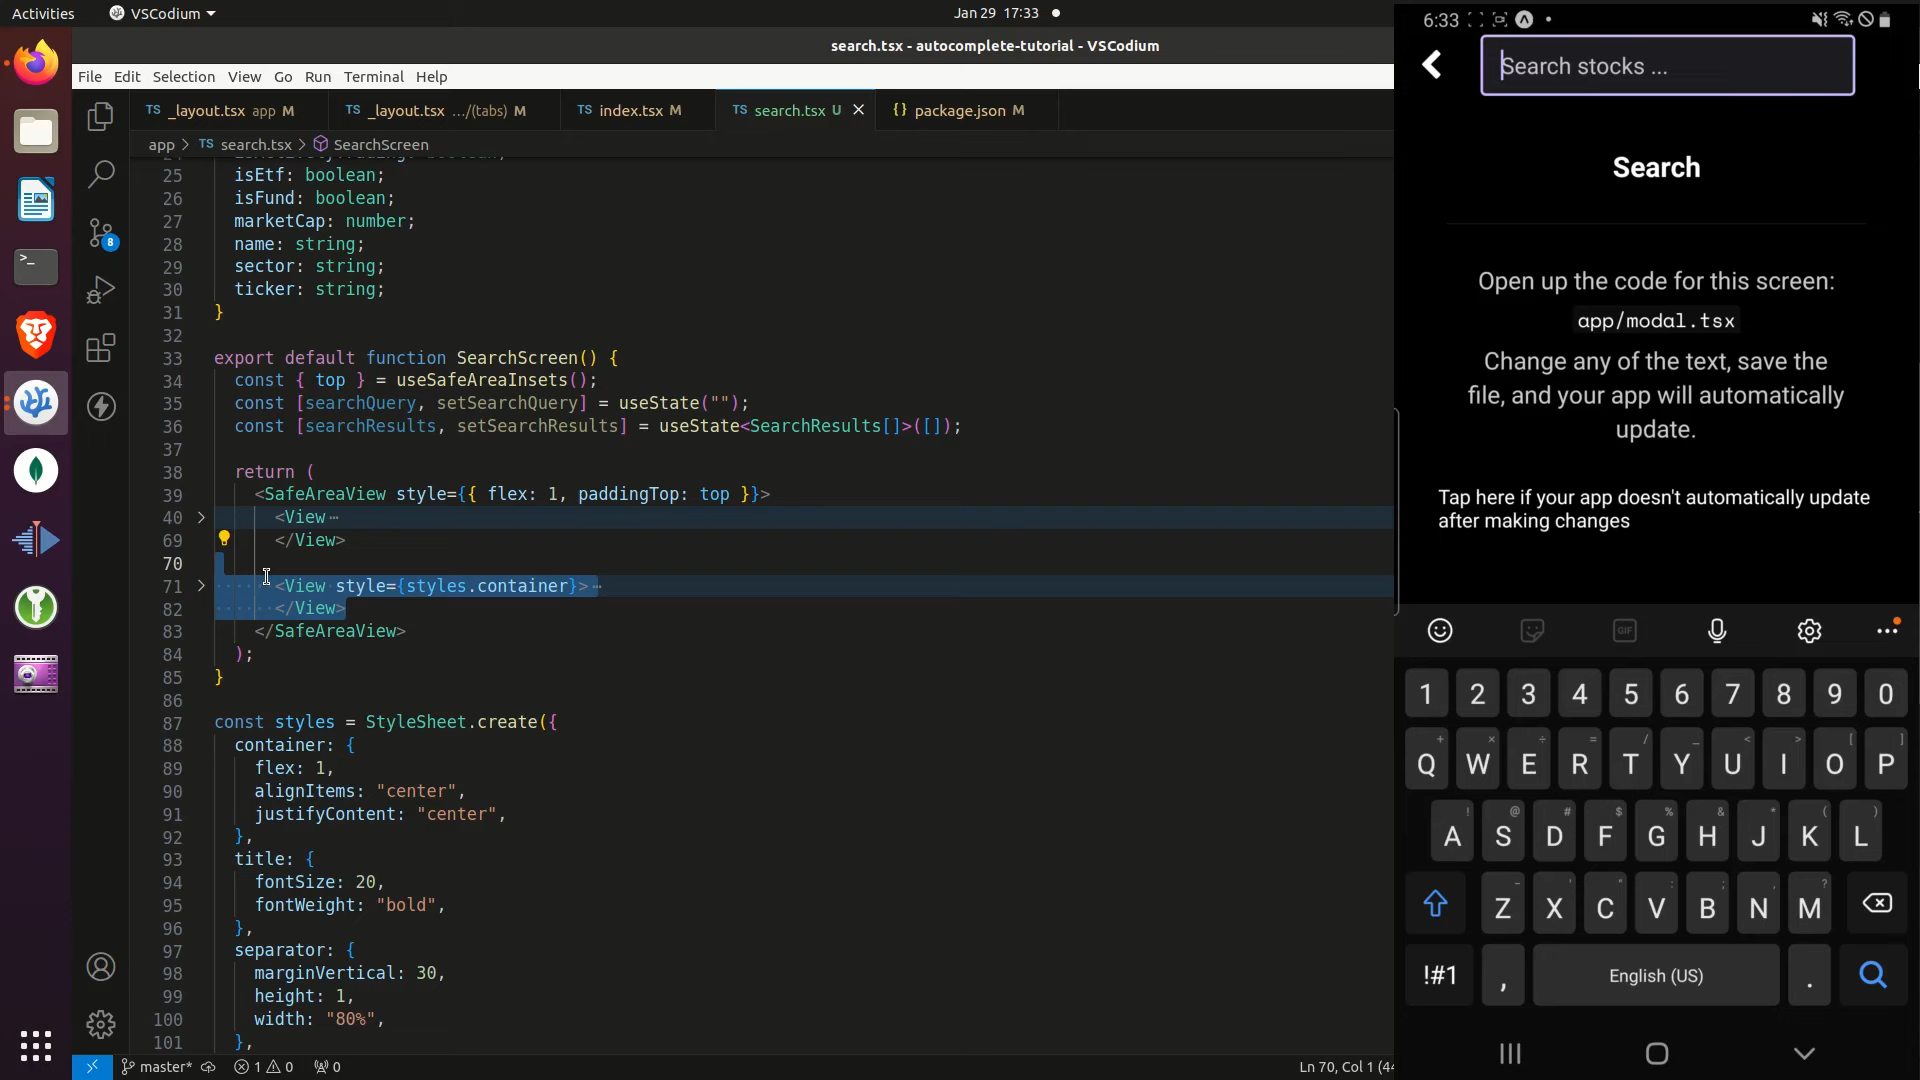 Activities
VSCodium
Jan 29 17:33
search.tsx - autocomplete-tutorial - VSCodium
File Edit Selection View Go Run Terminal Help
TS _layout.tsx app M
TS _layout.tsx .../(tabs) M
TS index.tsx M
TS search.tsx U
{} package.json M
app > TS search.tsx > SearchScreen
25 isEtf: boolean;
26 isFund: boolean;
27 marketCap: number;
28 name: string;
29 sector: string;
30 ticker: string;
31 }
32
33 export default function SearchScreen() {
34 const { top } = useSafeAreaInsets();
35 const [searchQuery, setSearchQuery] = useState("");
36 const [searchResults, setSearchResults] = useState<SearchResults[]>([]);
37
38 return (
39 <SafeAreaView style={{ flex: 1, paddingTop: top }}>
40 <View ⋯
69 </View>
70
71 <View style={styles.container}> ⋯
82 </View>
83 </SafeAreaView>
84 );
85 }
86
87 const styles = StyleSheet.create({
88 container: {
89 flex: 1,
90 alignItems: "center",
91 justifyContent: "center",
92 },
93 title: {
94 fontSize: 20,
95 fontWeight: "bold",
96 },
97 separator: {
98 marginVertical: 30,
99 height: 1,
100 width: "80%",
101 },
8
master* 1 0 0
Ln 70, Col 1 (44
6:33
Search stocks ...
Search
Open up the code for this screen:
app/modal.tsx
Change any of the text, save the
file, and your app will automatically
update.
Tap here if your app doesn't automatically update
after making changes
GIF
1 2 3 4 5 6 7 8 9 0
+ × ÷ = / _ < > [ ]
Q W E R T Y U I O P
! @ # $ % & * ( )
A S D F G H J K L
- ' " : ; , ?
Z X C V B N M
!#1 , English (US) .